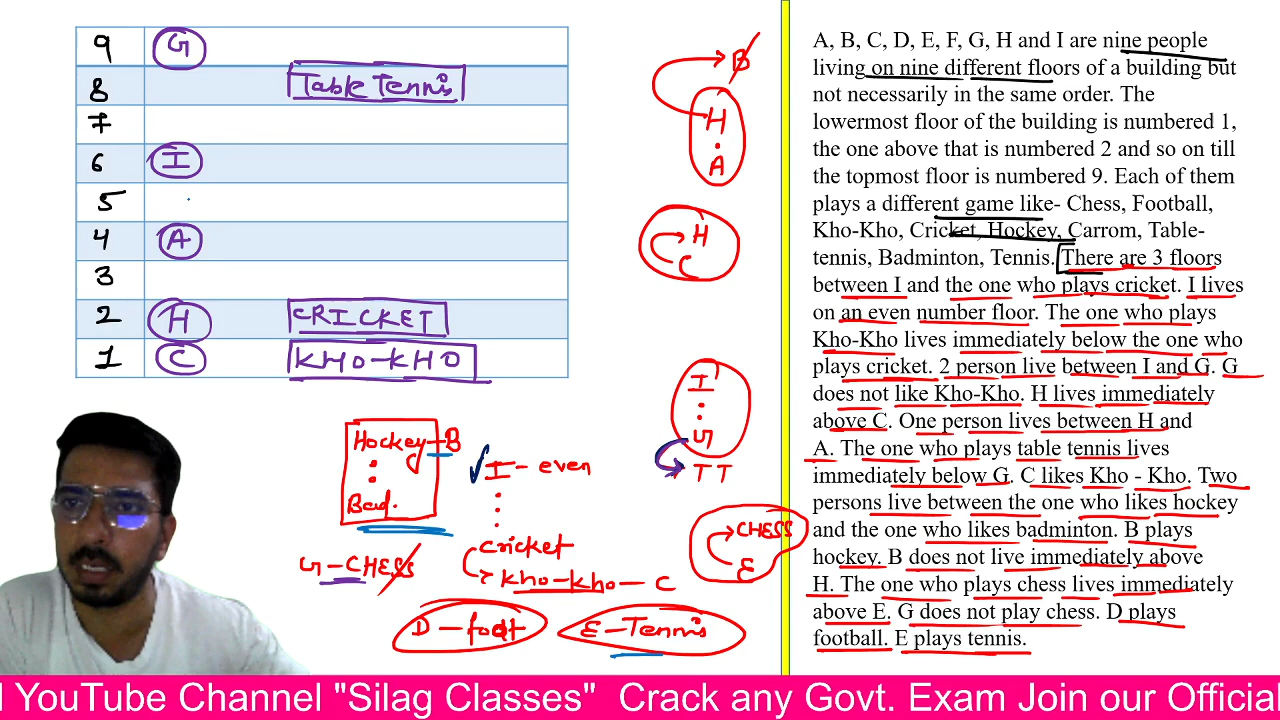 9 G
8 Table Tennis
7
6 I
5
4 A
3
2 H CRICKET
1 C KHO-KHO
B
H
A
H
C
I
G
TT
CHESS
E
Hockey-B
Bad.
I - even
cricket
Kho-Kho - C
G-CHESS
D - foot
E-Tennis
A, B, C, D, E, F, G, H and I are nine people
living on nine different floors of a building but
not necessarily in the same order. The
lowermost floor of the building is numbered 1,
the one above that is numbered 2 and so on till
the topmost floor is numbered 9. Each of them
plays a different game like- Chess, Football,
Kho-Kho, Cricket, Hockey, Carrom, Table-
tennis, Badminton, Tennis. There are 3 floors
between I and the one who plays cricket. I lives
on an even number floor. The one who plays
Kho-Kho lives immediately below the one who
plays cricket. 2 person live between I and G. G
does not like Kho-Kho. H lives immediately
above C. One person lives between H and
A. The one who plays table tennis lives
immediately below G. C likes Kho - Kho. Two
persons live between the one who likes hockey
and the one who likes badminton. B plays
hockey. B does not live immediately above
H. The one who plays chess lives immediately
above E. G does not play chess. D plays
football. E plays tennis.
YouTube Channel "Silag Classes" Crack any Govt. Exam Join our Official